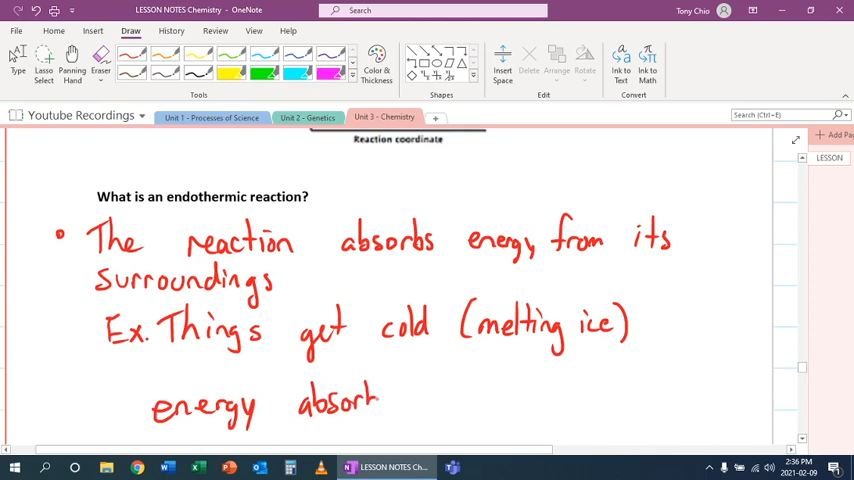 LESSON NOTES Chemistry - OneNote
Search
Tony Chio
File Home Insert Draw History Review View Help
Type
Lasso Select
Panning Hand
Eraser
Color & Thickness
Insert Space
Delete
Arrange
Rotate
Ink to Text
Ink to Math
Tools
Shapes
Edit
Convert
Youtube Recordings
Unit 1 - Processes of Science
Unit 2 - Genetics
Unit 3 - Chemistry
Search (Ctrl+E)
Add Pag
LESSON
Reaction coordinate
What is an endothermic reaction?
• The reaction absorbs energy from its
surroundings
Ex. Things get cold (melting ice)
energy absorb
LESSON NOTES Ch...
2:36 PM
2021-02-09